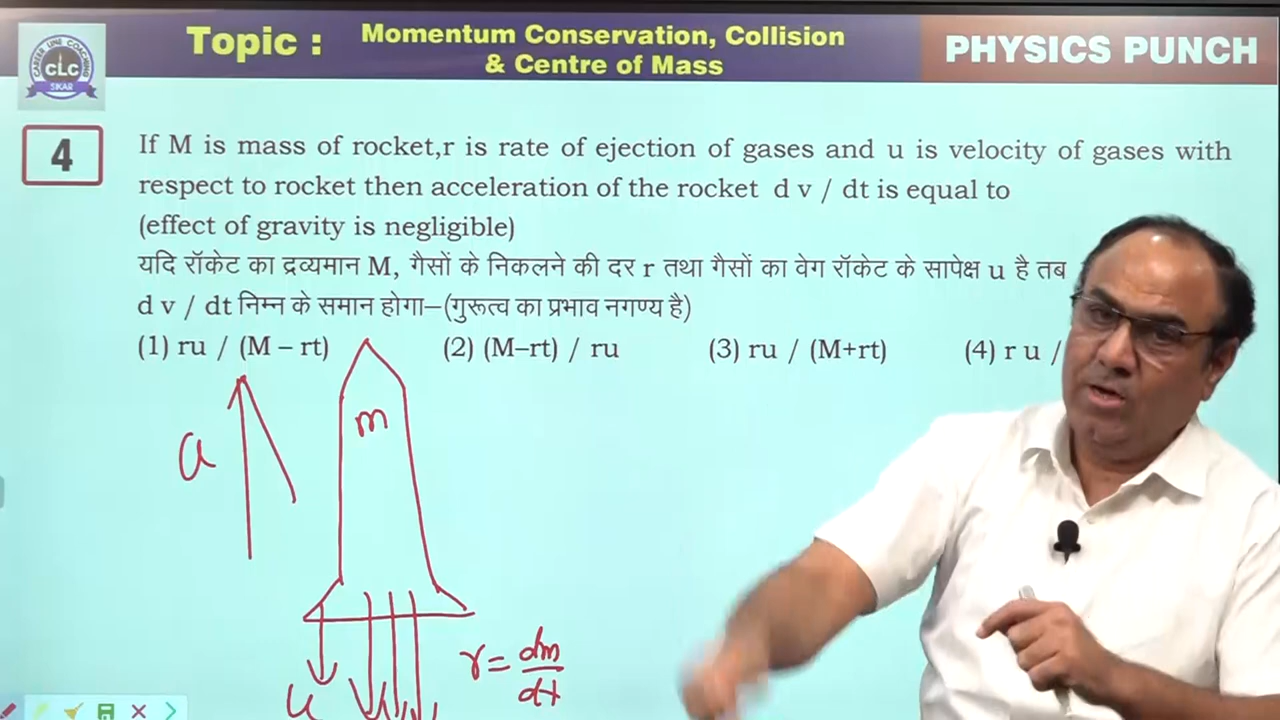 CAREER LINE COACHING
CLC
SIKAR
Topic :
Momentum Conservation, Collision
& Centre of Mass
PHYSICS PUNCH
4
If M is mass of rocket,r is rate of ejection of gases and u is velocity of gases with
respect to rocket then acceleration of the rocket d v / dt is equal to
(effect of gravity is negligible)
यदि रॉकेट का द्रव्यमान M, गैसों के निकलने की दर r तथा गैसों का वेग रॉकेट के सापेक्ष u है तब
d v / dt निम्न के समान होगा–(गुरूत्व का प्रभाव नगण्य है)
(1) ru / (M – rt) (2) (M–rt) / ru (3) ru / (M+rt) (4) r u /
m
a
r = dm/dt
u